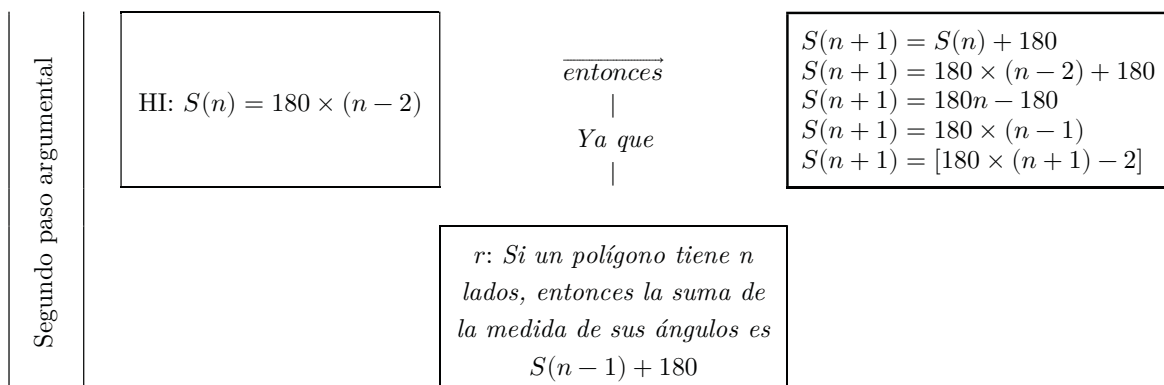 Segundo paso argumental
HI: S(n) = 180 × (n − 2)
entonces
|
Ya que
|
S(n + 1) = S(n) + 180
S(n + 1) = 180 × (n − 2) + 180
S(n + 1) = 180n − 180
S(n + 1) = 180 × (n − 1)
S(n + 1) = [180 × (n + 1) − 2]
r: Si un polígono tiene n
lados, entonces la suma de
la medida de sus ángulos es
S(n − 1) + 180